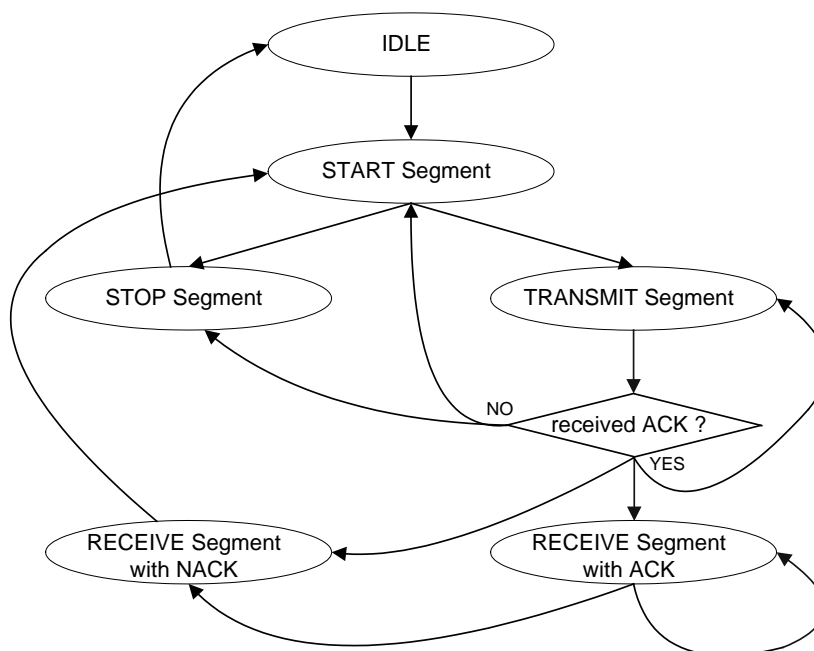 IDLE
START Segment
STOP Segment
TRANSMIT Segment
NO
received ACK ?
YES
RECEIVE Segment
with NACK
RECEIVE Segment
with ACK